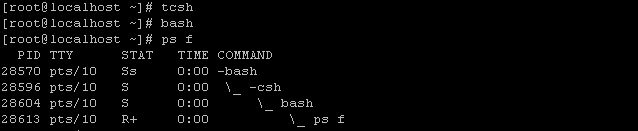 [root@localhost ~]# tcsh
[root@localhost ~]# bash
[root@localhost ~]# ps f
  PID TTY      STAT   TIME COMMAND
28570 pts/10   Ss     0:00 -bash
28596 pts/10   S      0:00  \_ -csh
28604 pts/10   S      0:00      \_ bash
28613 pts/10   R+     0:00          \_ ps f